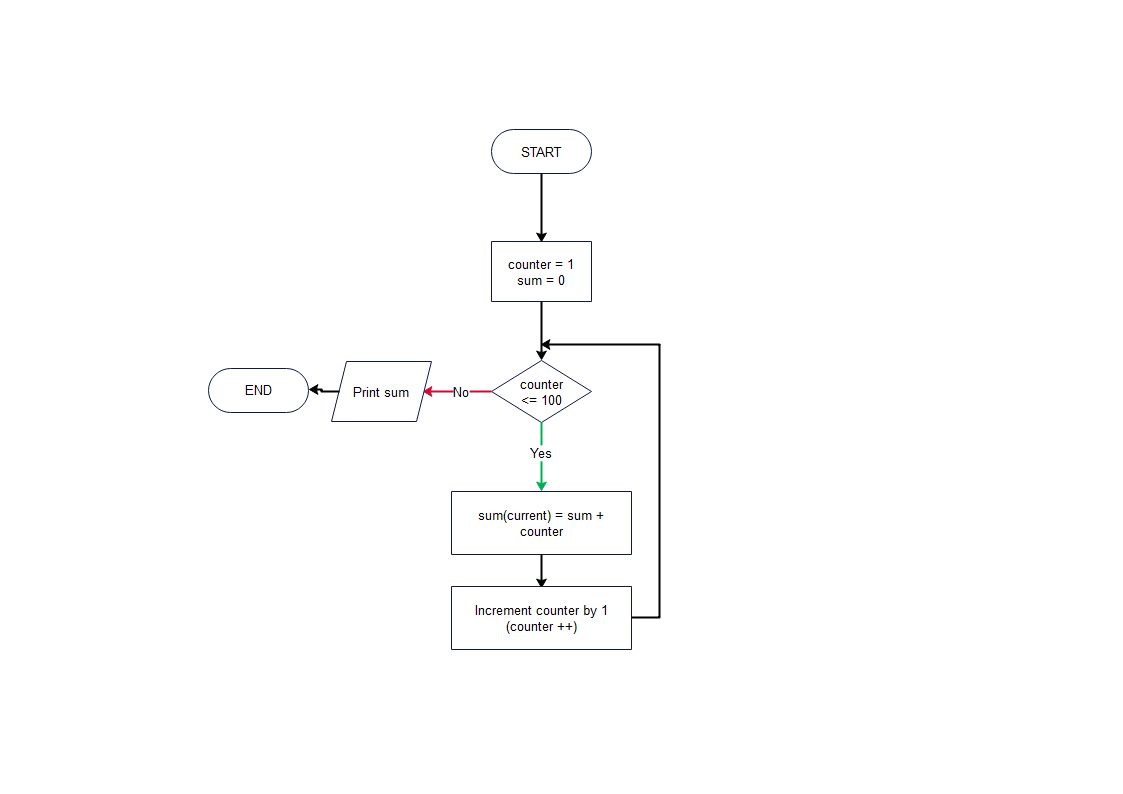 START
counter = 1
sum = 0
counter
<= 100
No
Print sum
END
Yes
sum(current) = sum +
counter
Increment counter by 1
(counter ++)